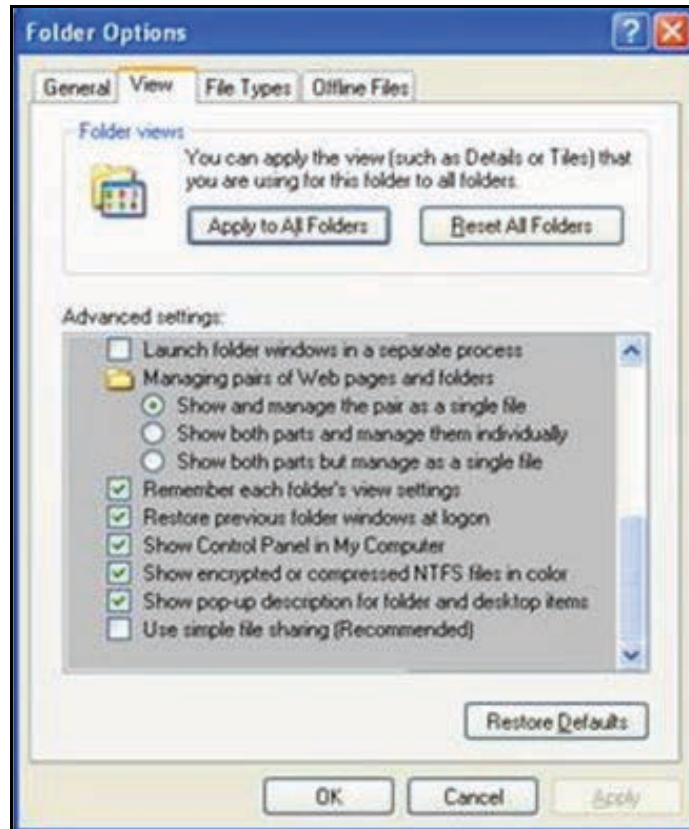 Folder Options
General View File Types Offline Files
Folder views
You can apply the view (such as Details or Tiles) that
you are using for this folder to all folders.
Apply to All Folders Reset All Folders
Advanced settings:
Launch folder windows in a separate process
Managing pairs of Web pages and folders
Show and manage the pair as a single file
Show both parts and manage them individually
Show both parts but manage as a single file
Remember each folder's view settings
Restore previous folder windows at logon
Show Control Panel in My Computer
Show encrypted or compressed NTFS files in color
Show pop-up description for folder and desktop items
Use simple file sharing (Recommended)
Restore Defaults
OK Cancel Apply